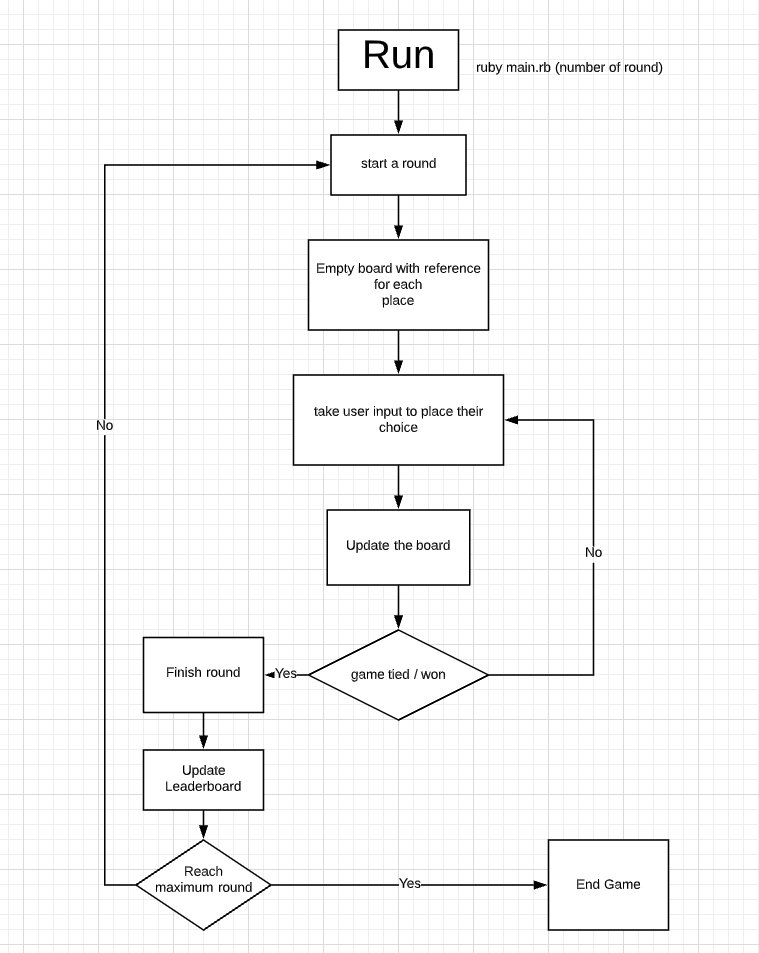 Run
ruby main.rb (number of round)
start a round
Empty board with reference
for each
place
take user input to place their
choice
No
Update the board
No
game tied / won
Yes
Finish round
Update
Leaderboard
Reach
maximum round
Yes
End Game